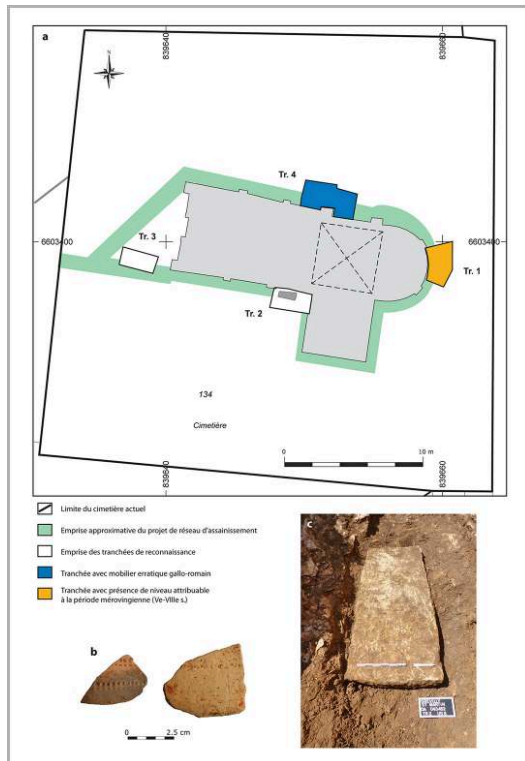 a
839640
839660
N
Tr. 4
6603400
6603400
Tr. 3
Tr. 1
Tr. 2
134
Cimetière
0
10 m
839640
839660
Limite du cimetière actuel
Emprise approximative du projet de réseau d'assainissement
Emprise des tranchées de reconnaissance
Tranchée avec mobilier erratique gallo-romain
Tranchée avec présence de niveau attribuable
à la période mérovingienne (Ve-VIIIe s.)
b
0
2.5 cm
c